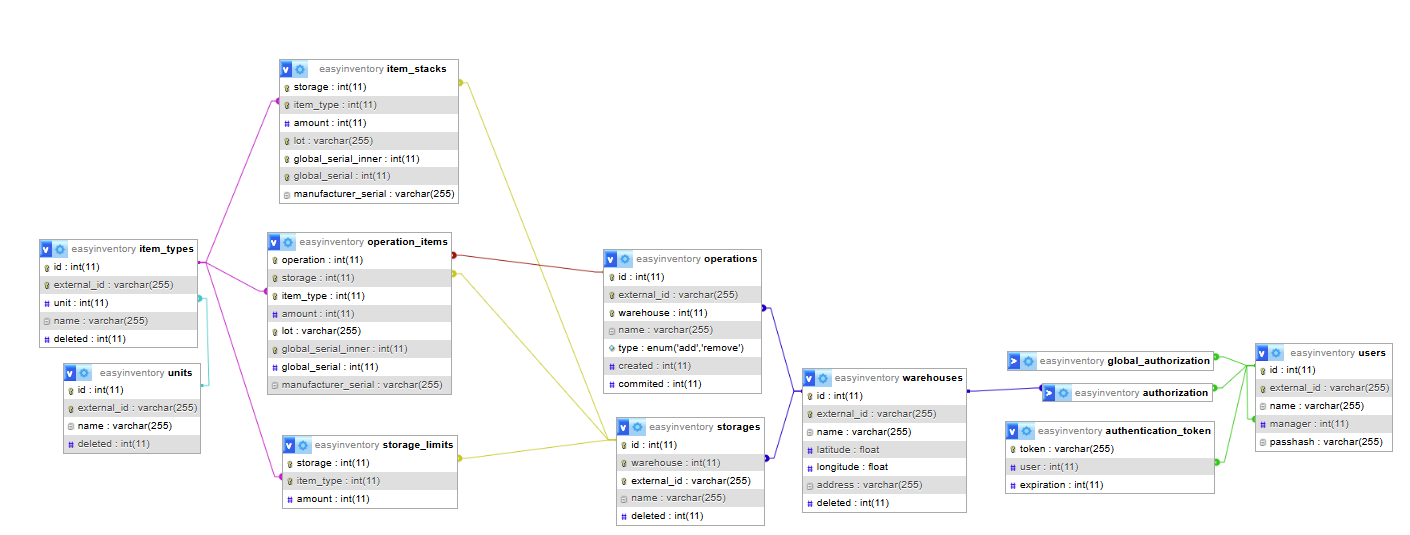 easyinventory item_stacks
storage : int(11)
item_type : int(11)
amount : int(11)
lot : varchar(255)
global_serial_inner : int(11)
global_serial : int(11)
manufacturer_serial : varchar(255)
easyinventory item_types
id : int(11)
external_id : varchar(255)
unit : int(11)
name : varchar(255)
deleted : int(11)
easyinventory units
id : int(11)
external_id : varchar(255)
name : varchar(255)
deleted : int(11)
easyinventory operation_items
operation : int(11)
storage : int(11)
item_type : int(11)
amount : int(11)
lot : varchar(255)
global_serial_inner : int(11)
global_serial : int(11)
manufacturer_serial : varchar(255)
easyinventory storage_limits
storage : int(11)
item_type : int(11)
amount : int(11)
easyinventory operations
id : int(11)
external_id : varchar(255)
warehouse : int(11)
name : varchar(255)
type : enum('add','remove')
created : int(11)
commited : int(11)
easyinventory storages
id : int(11)
warehouse : int(11)
external_id : varchar(255)
name : varchar(255)
deleted : int(11)
easyinventory warehouses
id : int(11)
external_id : varchar(255)
name : varchar(255)
latitude : float
longitude : float
address : varchar(255)
deleted : int(11)
easyinventory global_authorization
easyinventory authorization
easyinventory authentication_token
token : varchar(255)
user : int(11)
expiration : int(11)
easyinventory users
id : int(11)
external_id : varchar(255)
name : varchar(255)
manager : int(11)
passhash : varchar(255)